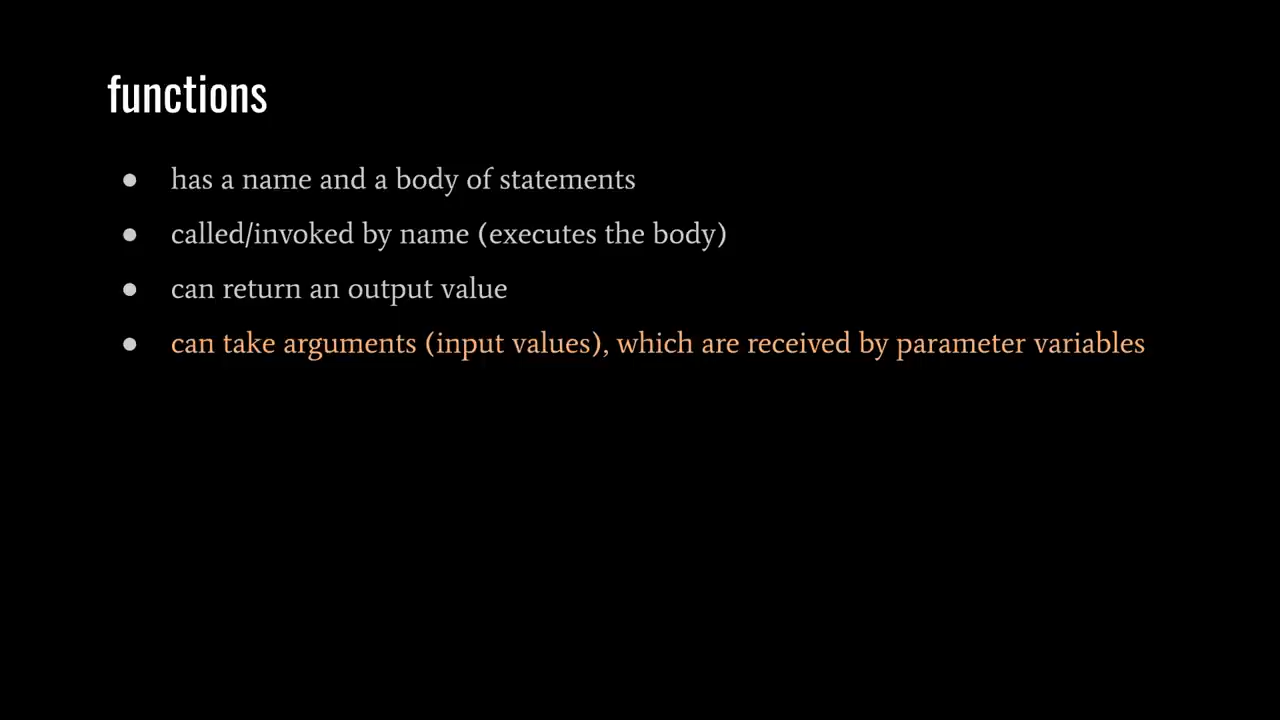 functions
● has a name and a body of statements
● called/invoked by name (executes the body)
● can return an output value
● can take arguments (input values), which are received by parameter variables